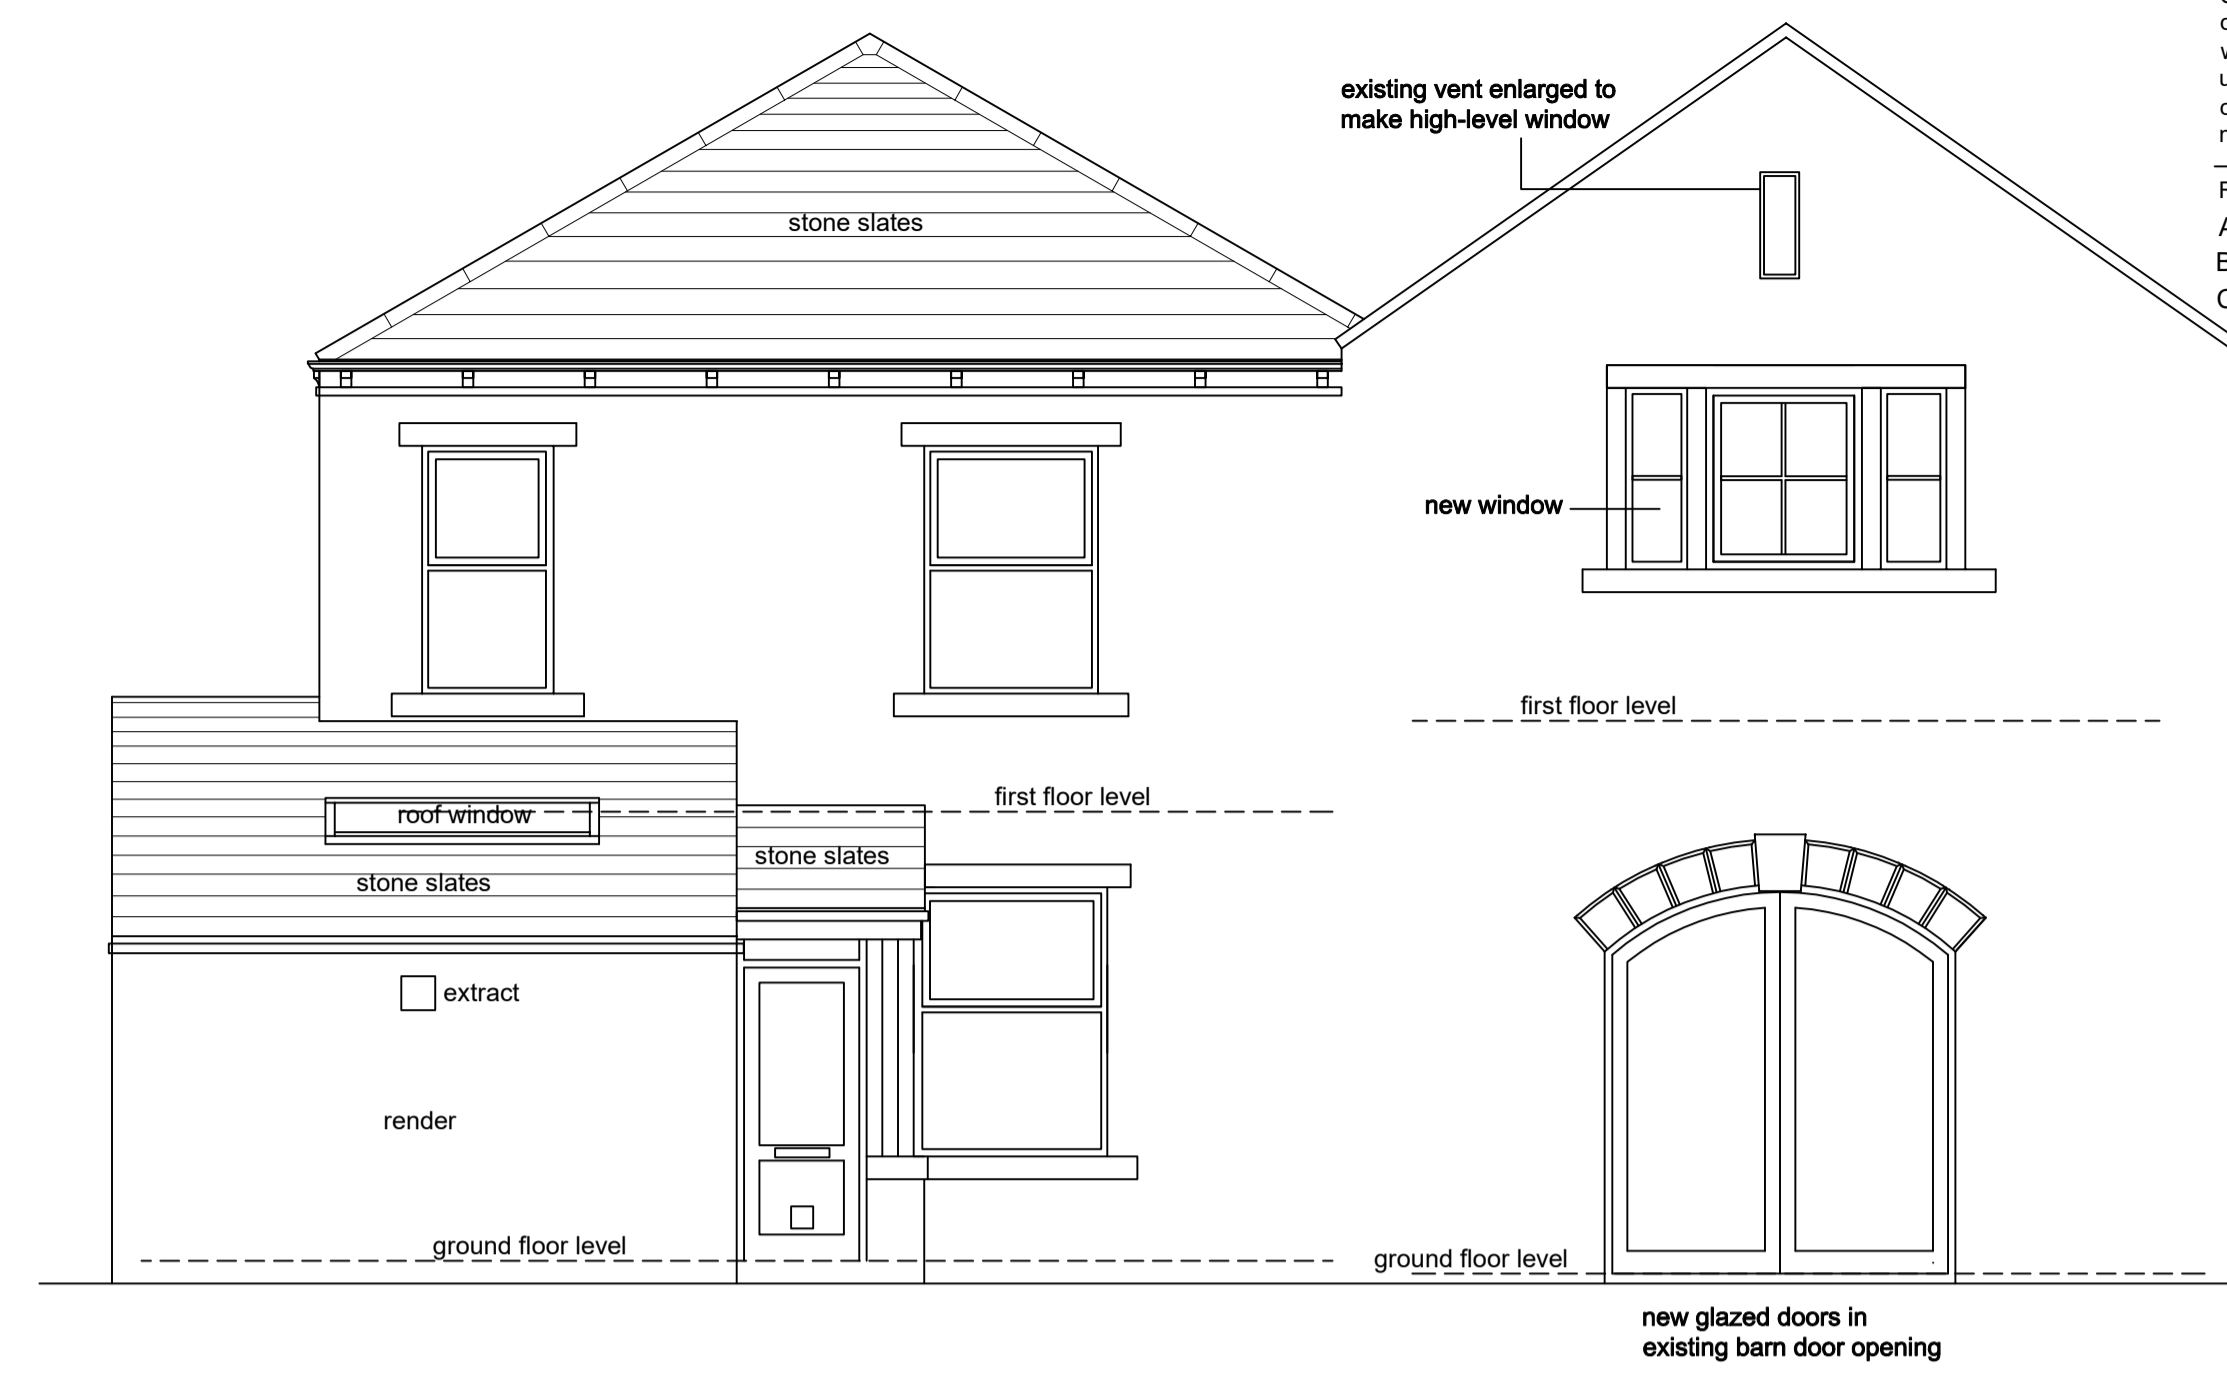 existing vent enlarged to
make high-level window
stone slates
new window
first floor level
first floor level
roof window
stone slates
stone slates
extract
render
ground floor level
ground floor level
new glazed doors in
existing barn door opening